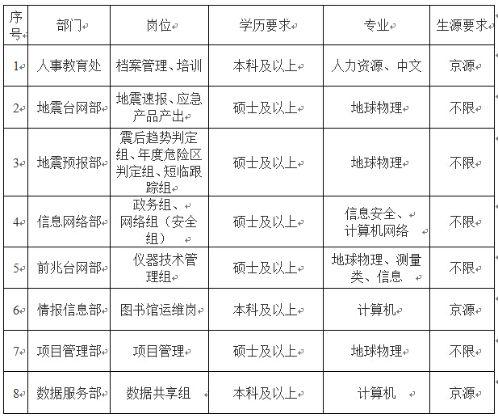 序号 部门 岗位 学历要求 专业 生源要求
1 人事教育处 档案管理、培训 本科及以上 人力资源、中文 京源
2 地震台网部 地震速报、应急产品产出 硕士及以上 地球物理 不限
3 地震预报部 震后趋势判定组、年度危险区判定组、短临跟踪组 硕士及以上 地球物理 不限
4 信息网络部 政务组、网络组（安全组） 硕士及以上 信息安全、计算机网络 不限
5 前兆台网部 仪器技术管理组 硕士及以上 地球物理、测量类、信息 不限
6 情报信息部 图书馆运维岗 本科及以上 计算机 京源
7 项目管理部 项目管理 硕士及以上 地球物理 不限
8 数据服务部 数据共享组 本科及以上 计算机 京源